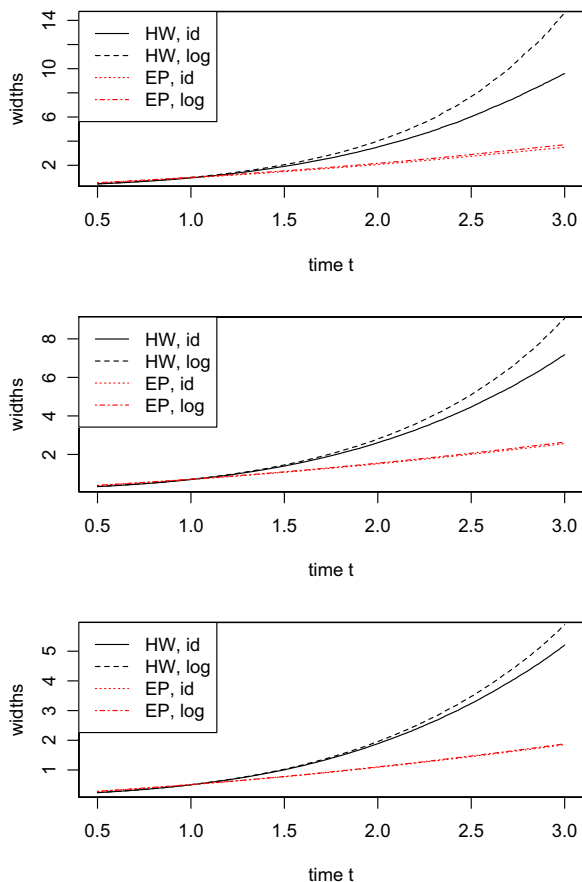 HW, id
HW, log
EP, id
EP, log
widths
2 6 10 14
0.5 1.0 1.5 2.0 2.5 3.0
time t
HW, id
HW, log
EP, id
EP, log
widths
2 4 6 8
0.5 1.0 1.5 2.0 2.5 3.0
time t
HW, id
HW, log
EP, id
EP, log
widths
1 2 3 4 5
0.5 1.0 1.5 2.0 2.5 3.0
time t